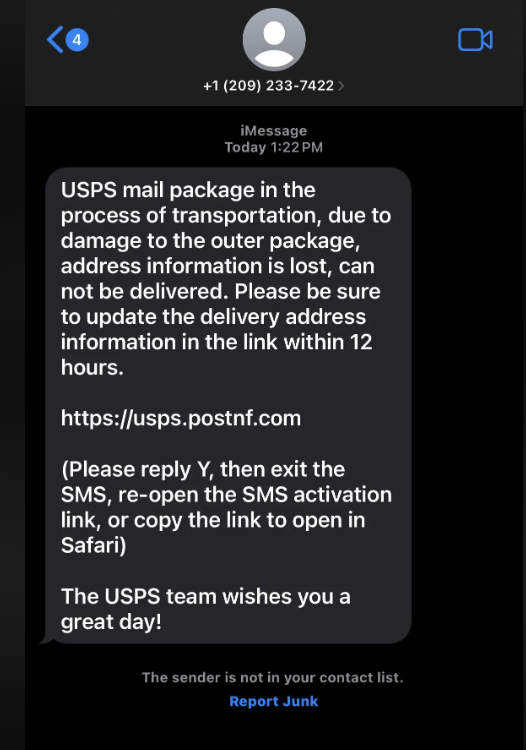 4
+1 (209) 233-7422 >
iMessage
Today 1:22 PM
USPS mail package in the
process of transportation, due to
damage to the outer package,
address information is lost, can
not be delivered. Please be sure
to update the delivery address
information in the link within 12
hours.
https://usps.postnf.com
(Please reply Y, then exit the
SMS, re-open the SMS activation
link, or copy the link to open in
Safari)
The USPS team wishes you a
great day!
The sender is not in your contact list.
Report Junk